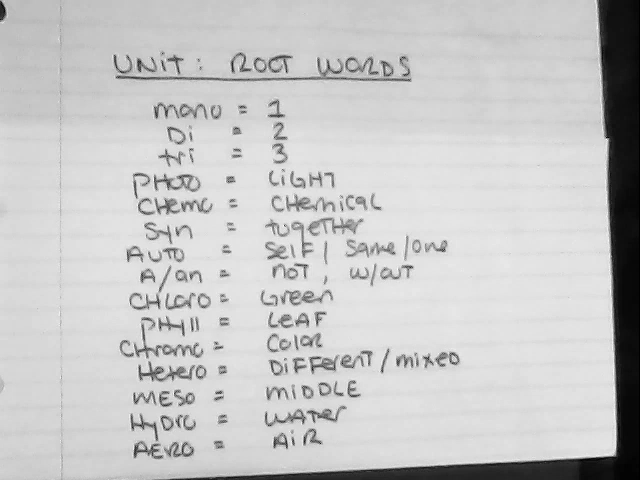 UNIT: ROOT WORDS
mono = 1
Di = 2
tri = 3
PHOTO = LIGHT
CHEMO = CHEMICAL
Syn = togETHER
AUTO = SELF / Same/one
A/an = NOT, w/out
CHLORO = Green
PHyll = LEAF
CHromo = Color
Hetero = DIFFERENT/mixed
MESO = MIDDLE
HyDro = WATER
AERO = AIR